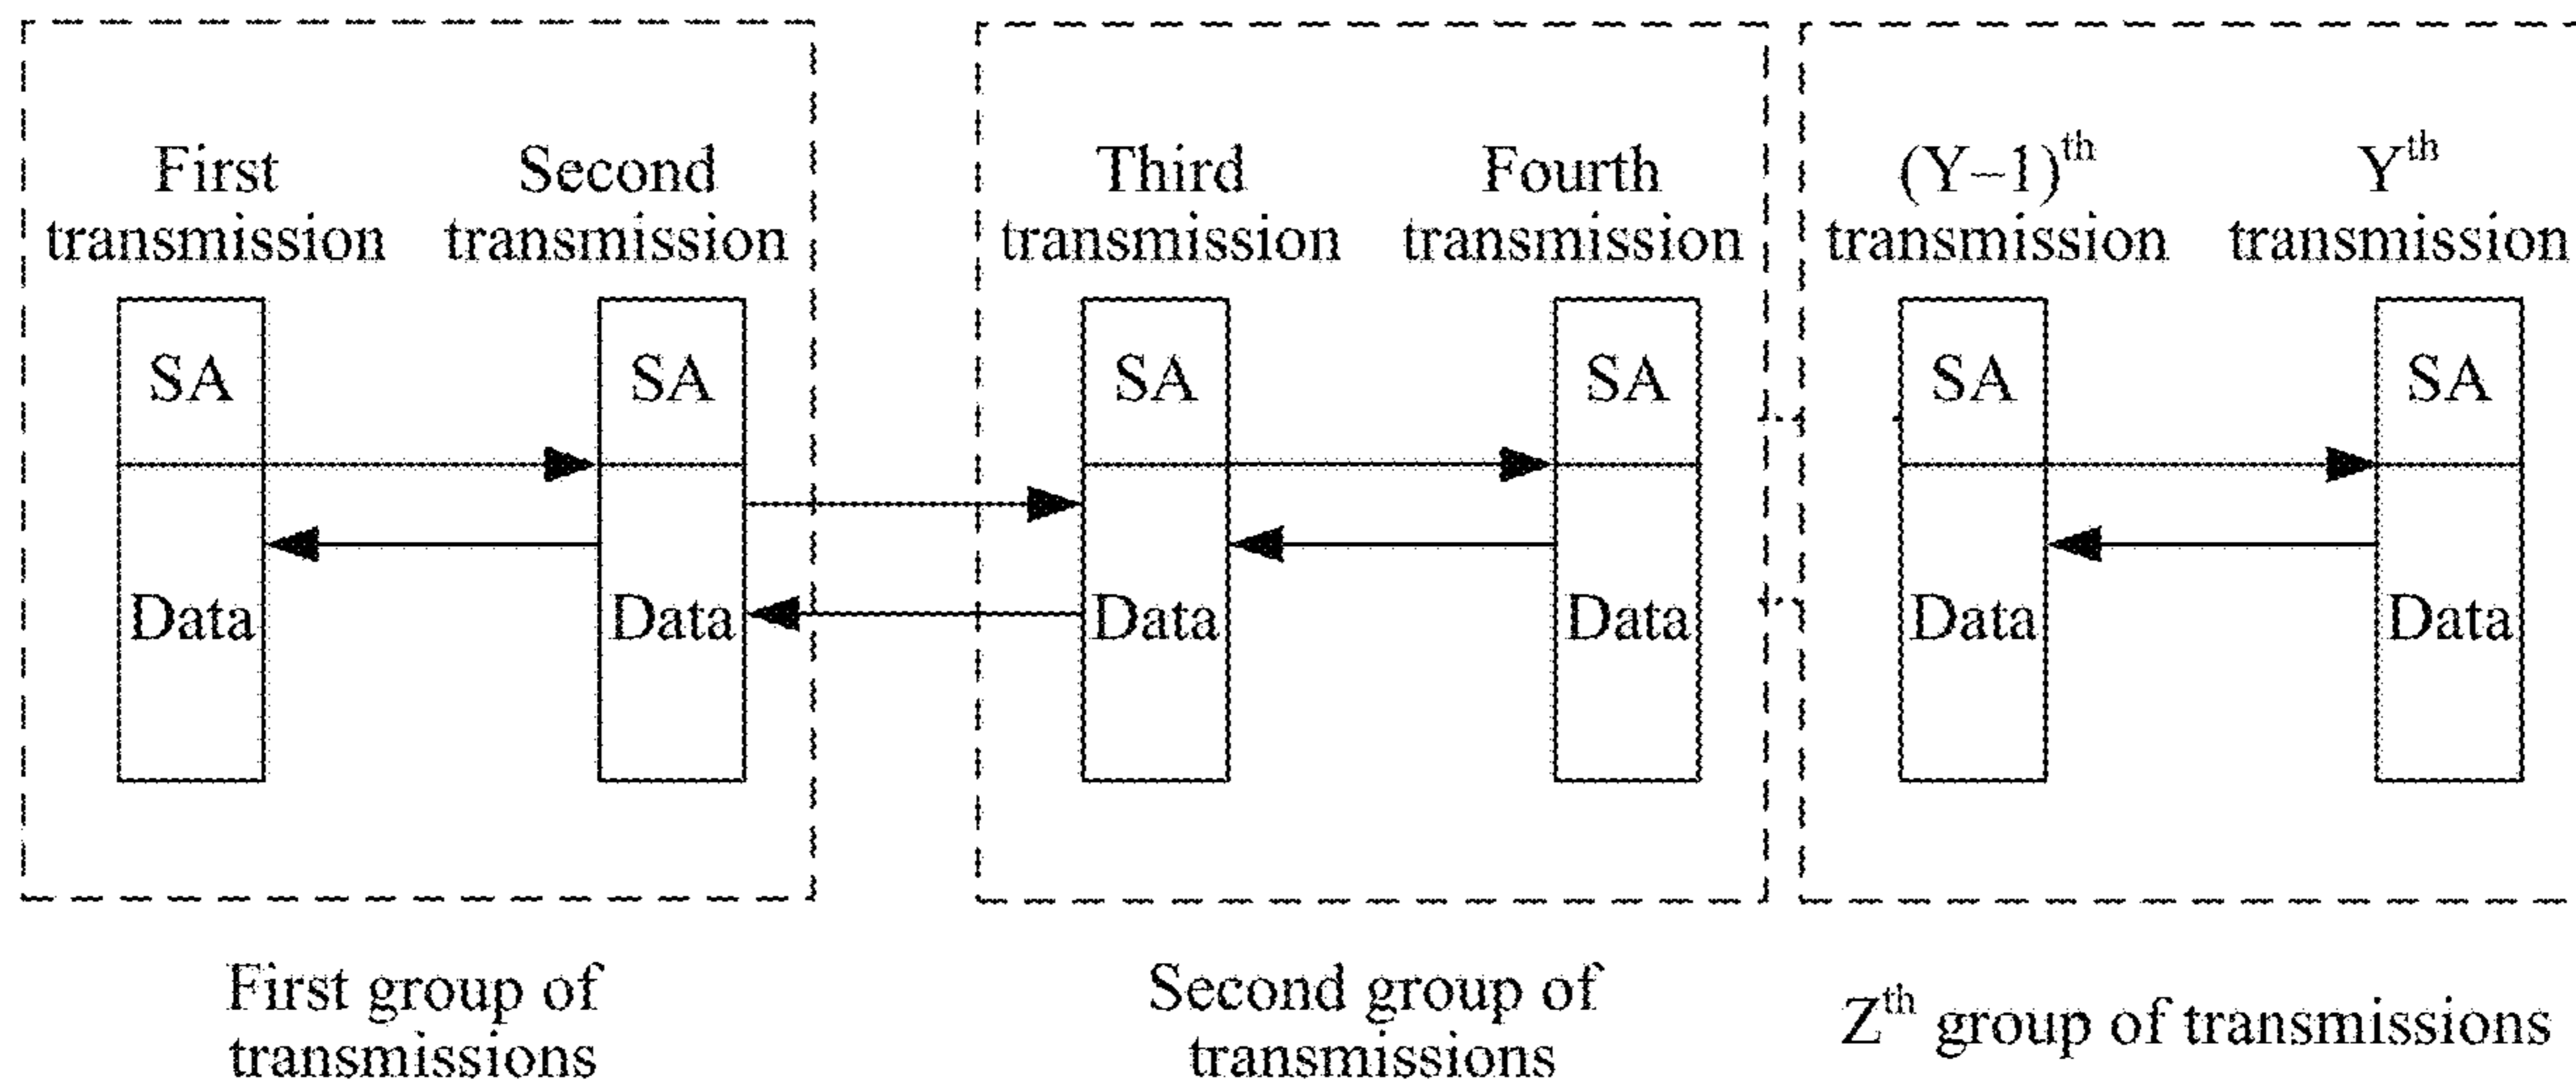 First transmission
Second transmission
Third transmission
Fourth transmission
(Y–1)th transmission
Yth transmission
SA
SA
SA
SA
SA
SA
Data
Data
Data
Data
Data
Data
First group of
transmissions
Second group of
transmissions
Zth group of transmissions